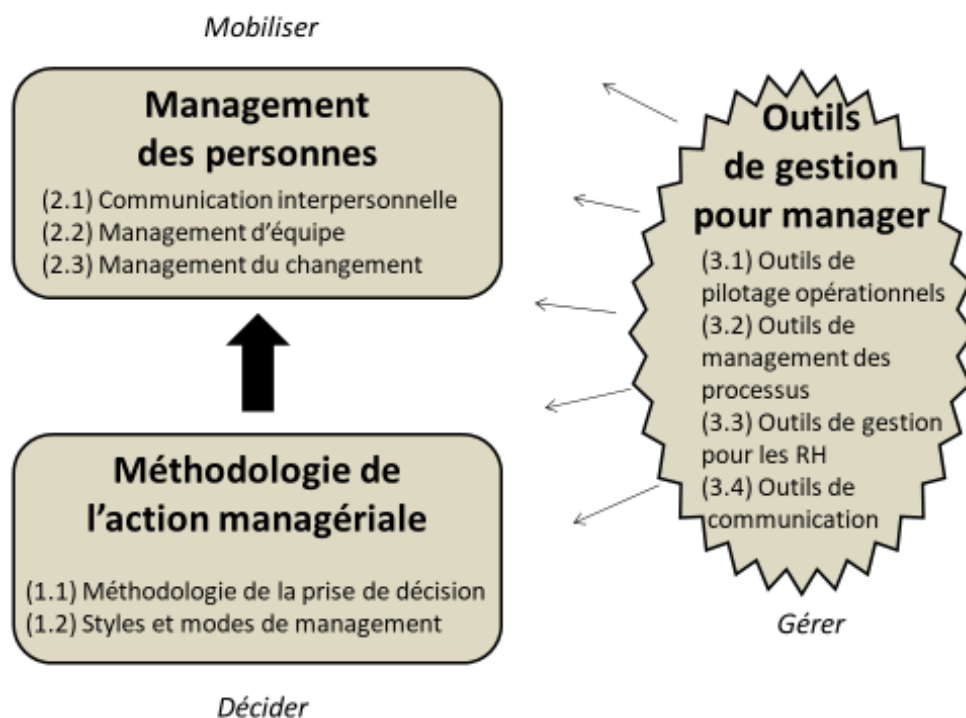 Mobiliser
Management
des personnes
(2.1) Communication interpersonnelle
(2.2) Management d'équipe
(2.3) Management du changement
Méthodologie de
l'action managériale
(1.1) Méthodologie de la prise de décision
(1.2) Styles et modes de management
Décider
Outils
de gestion
pour manager
(3.1) Outils de
pilotage opérationnels
(3.2) Outils de
management des
processus
(3.3) Outils de gestion
pour les RH
(3.4) Outils de
communication
Gérer